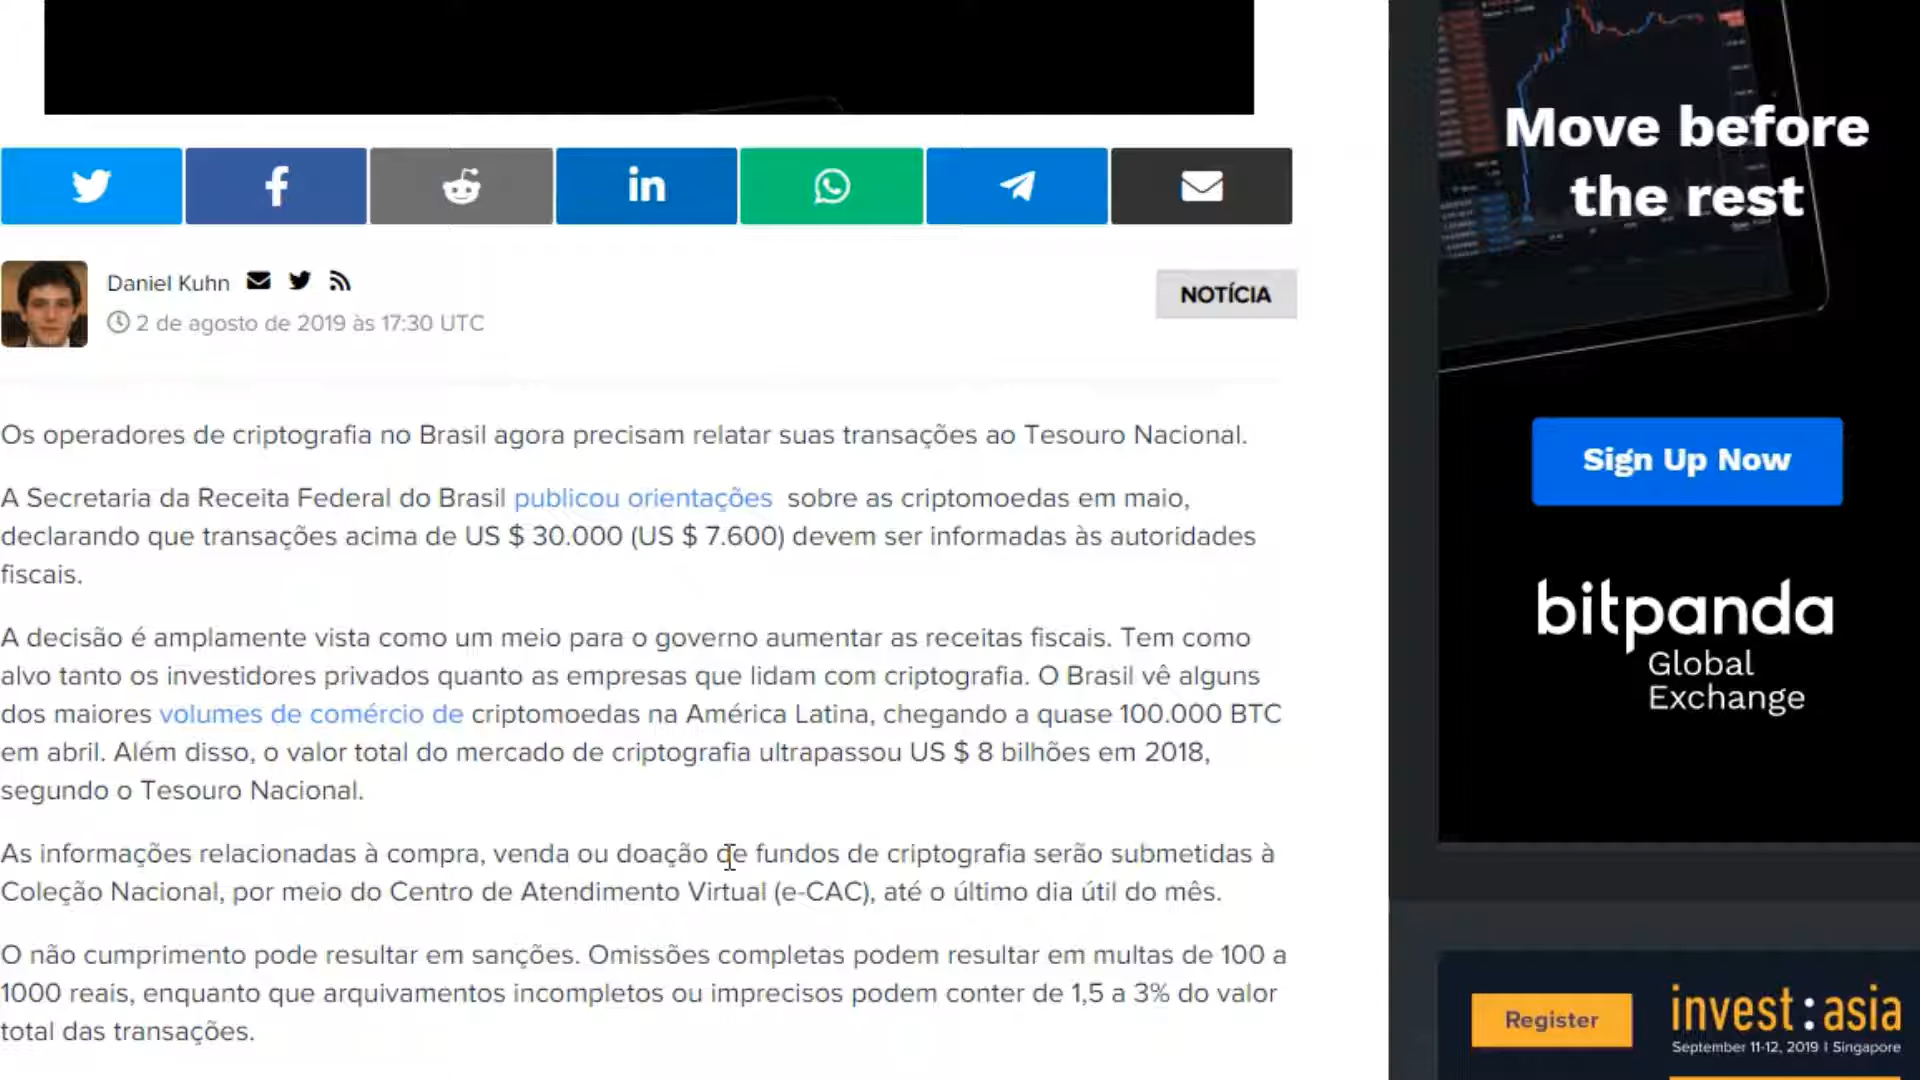 Daniel Kuhn
2 de agosto de 2019 às 17:30 UTC
NOTÍCIA
Os operadores de criptografia no Brasil agora precisam relatar suas transações ao Tesouro Nacional.
A Secretaria da Receita Federal do Brasil publicou orientações sobre as criptomoedas em maio,
declarando que transações acima de US $ 30.000 (US $ 7.600) devem ser informadas às autoridades
fiscais.
A decisão é amplamente vista como um meio para o governo aumentar as receitas fiscais. Tem como
alvo tanto os investidores privados quanto as empresas que lidam com criptografia. O Brasil vê alguns
dos maiores volumes de comércio de criptomoedas na América Latina, chegando a quase 100.000 BTC
em abril. Além disso, o valor total do mercado de criptografia ultrapassou US $ 8 bilhões em 2018,
segundo o Tesouro Nacional.
As informações relacionadas à compra, venda ou doação de fundos de criptografia serão submetidas à
Coleção Nacional, por meio do Centro de Atendimento Virtual (e-CAC), até o último dia útil do mês.
O não cumprimento pode resultar em sanções. Omissões completas podem resultar em multas de 100 a
1000 reais, enquanto que arquivamentos incompletos ou imprecisos podem conter de 1,5 a 3% do valor
total das transações.
Move before
the rest
Sign Up Now
bitpanda
Global
Exchange
Register
invest:asia
September 11-12, 2019 | Singapore